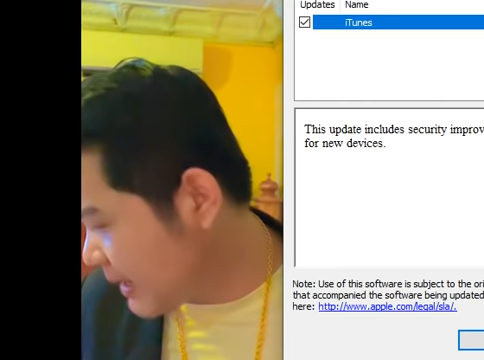 Updates Name
iTunes
This update includes security improv
for new devices.
Note: Use of this software is subject to the ori
that accompanied the software being updated
here: http://www.apple.com/legal/sla/.